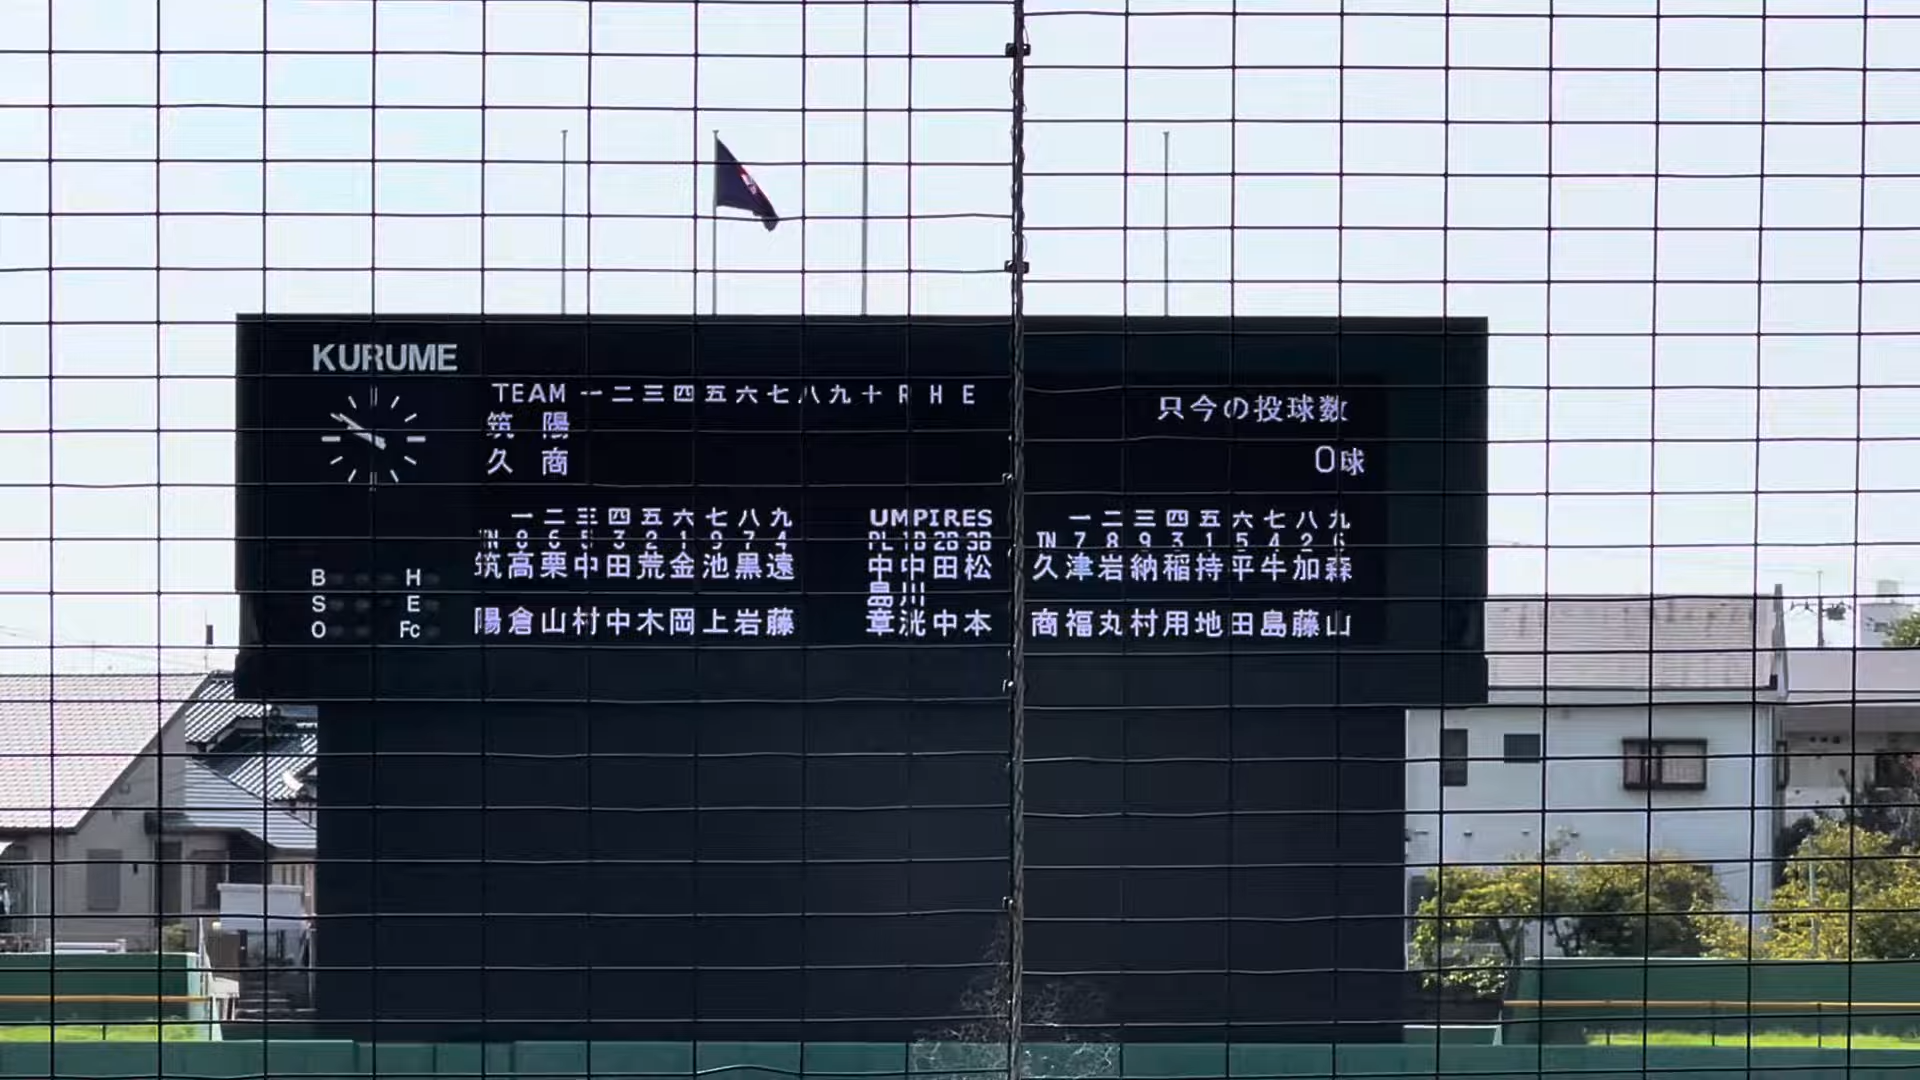 KURUME
TEAM 一 二 三 四 五 六 七 八 九 十 R H E
筑 陽
久 商
只今の投球数
0球
一 二 三 四 五 六 七 八 九
IN 8 6 5 3 2 1 9 7 4
筑 高 栗 中 田 荒 金 池 黒 遠
陽 倉 山 村 中 木 岡 上 岩 藤
UMPIRES
PL 1B 2B 3B
中 中 田 松
島 川
章 洸 中 本
一 二 三 四 五 六 七 八 九
IN 7 8 9 3 1 5 4 2 6
久 津 岩 納 稲 持 平 牛 加 森
商 福 丸 村 用 地 田 島 藤 山
B H
S E
O Fc